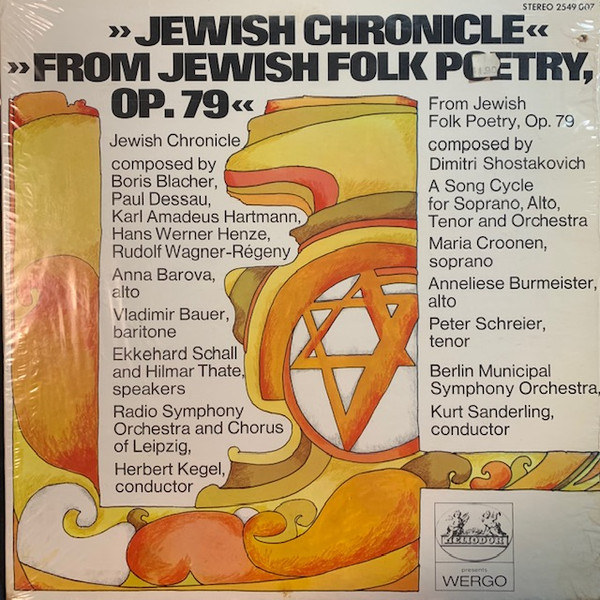 STEREO 2549 007
»JEWISH CHRONICLE«
»FROM JEWISH FOLK POETRY,
OP. 79«
Jewish Chronicle
composed by
Boris Blacher,
Paul Dessau,
Karl Amadeus Hartmann,
Hans Werner Henze,
Rudolf Wagner-Régeny
Anna Barova,
alto
Vladimir Bauer,
baritone
Ekkehard Schall
and Hilmar Thate,
speakers
Radio Symphony
Orchestra and Chorus
of Leipzig,
Herbert Kegel,
conductor
From Jewish
Folk Poetry, Op. 79
composed by
Dimitri Shostakovich
A Song Cycle
for Soprano, Alto,
Tenor and Orchestra
Maria Croonen,
soprano
Anneliese Burmeister,
alto
Peter Schreier,
tenor
Berlin Municipal
Symphony Orchestra,
Kurt Sanderling,
conductor
HELIODOR
presents
WERGO